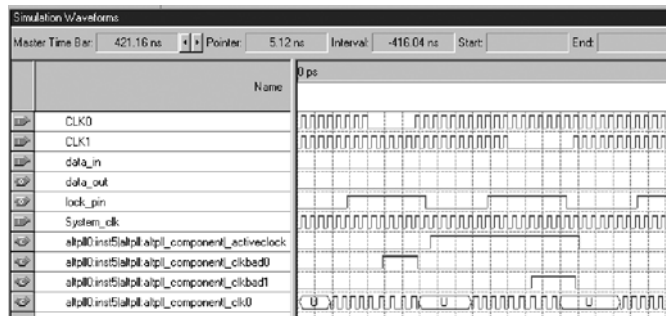 Simulation Waveforms
Master Time Bar: 421.16 ns Pointer: 5.12 ns Interval: -416.04 ns Start: End:
Name
0 ps
CLK0
CLK1
data_in
data_out
lock_pin
System_clk
altpll0:inst5|altpll:altpll_component|_activeclock
altpll0:inst5|altpll:altpll_component|_clkbad0
altpll0:inst5|altpll:altpll_component|_clkbad1
altpll0:inst5|altpll:altpll_component|_clk0
U U U